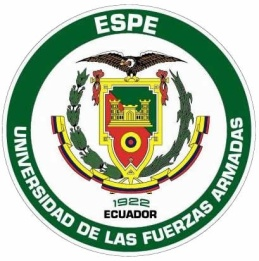 ESPE
1922
ECUADOR
UNIVERSIDAD DE LAS FUERZAS ARMADAS